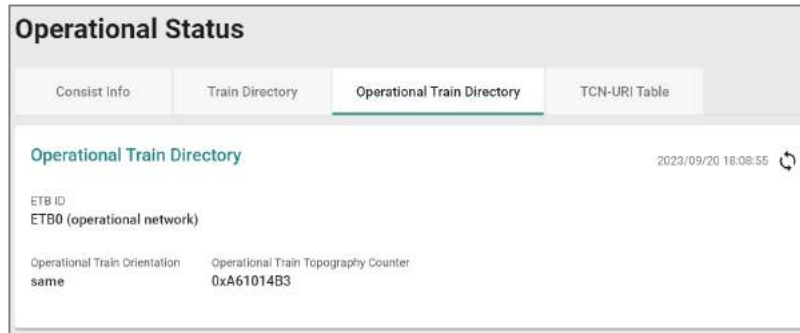 Operational Status
Consist Info Train Directory Operational Train Directory TCN-URI Table
Operational Train Directory 2023/09/20 18:08:55
ETB ID
ETB0 (operational network)
Operational Train Orientation Operational Train Topography Counter
same 0xA61014B3